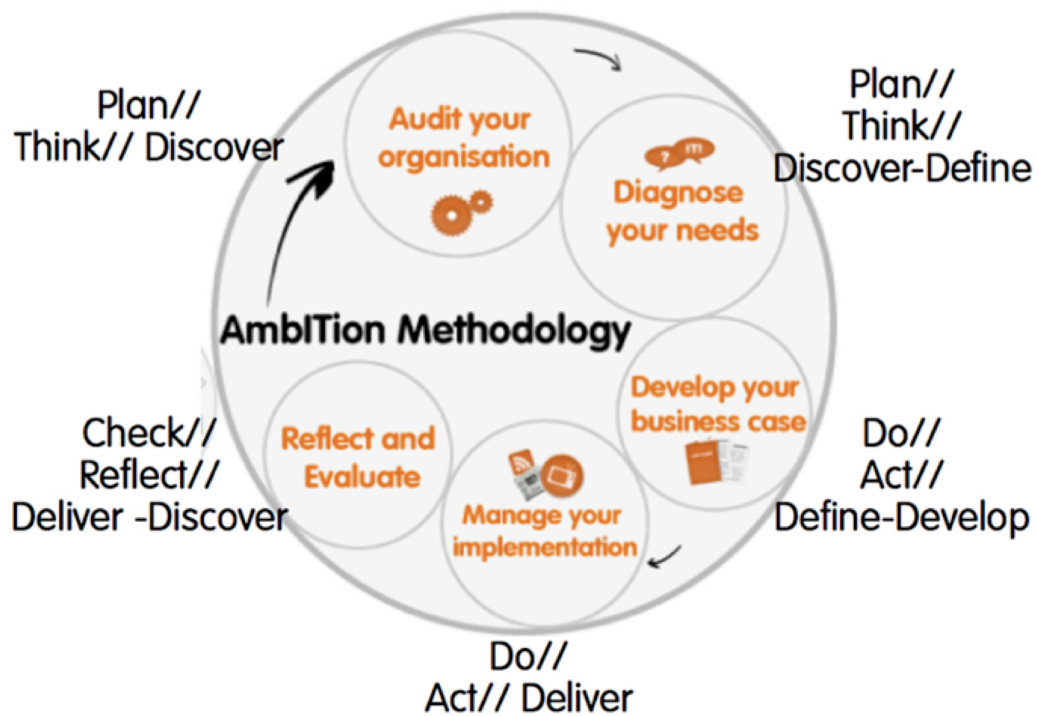 Plan//
Think// Discover
Audit your
organisation
Plan//
Think//
Discover-Define
? !E!
Diagnose
your needs
AmbITion Methodology
Develop your
business case
Do//
Act//
Define-Develop
Manage your
implementation
Do//
Act// Deliver
Reflect and
Evaluate
Check//
Reflect//
Deliver -Discover